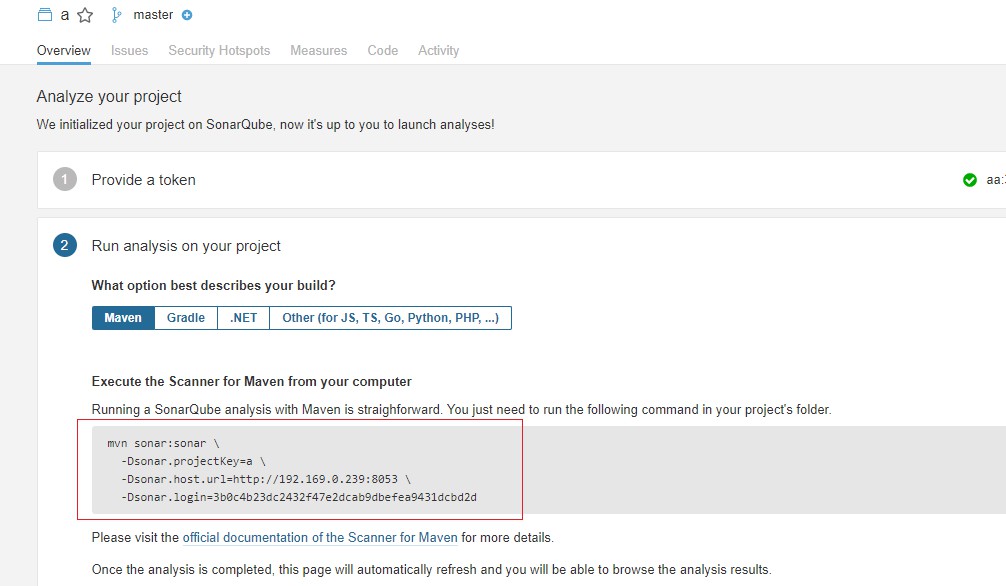 a master
Overview Issues Security Hotspots Measures Code Activity
Analyze your project
We initialized your project on SonarQube, now it's up to you to launch analyses!
1 Provide a token aa:
2 Run analysis on your project
What option best describes your build?
Maven Gradle .NET Other (for JS, TS, Go, Python, PHP, ...)
Execute the Scanner for Maven from your computer
Running a SonarQube analysis with Maven is straighforward. You just need to run the following command in your project's folder.
mvn sonar:sonar \
-Dsonar.projectKey=a \
-Dsonar.host.url=http://192.169.0.239:8053 \
-Dsonar.login=3b0c4b23dc2432f47e2dcab9dbefea9431dcbd2d
Please visit the official documentation of the Scanner for Maven for more details.
Once the analysis is completed, this page will automatically refresh and you will be able to browse the analysis results.